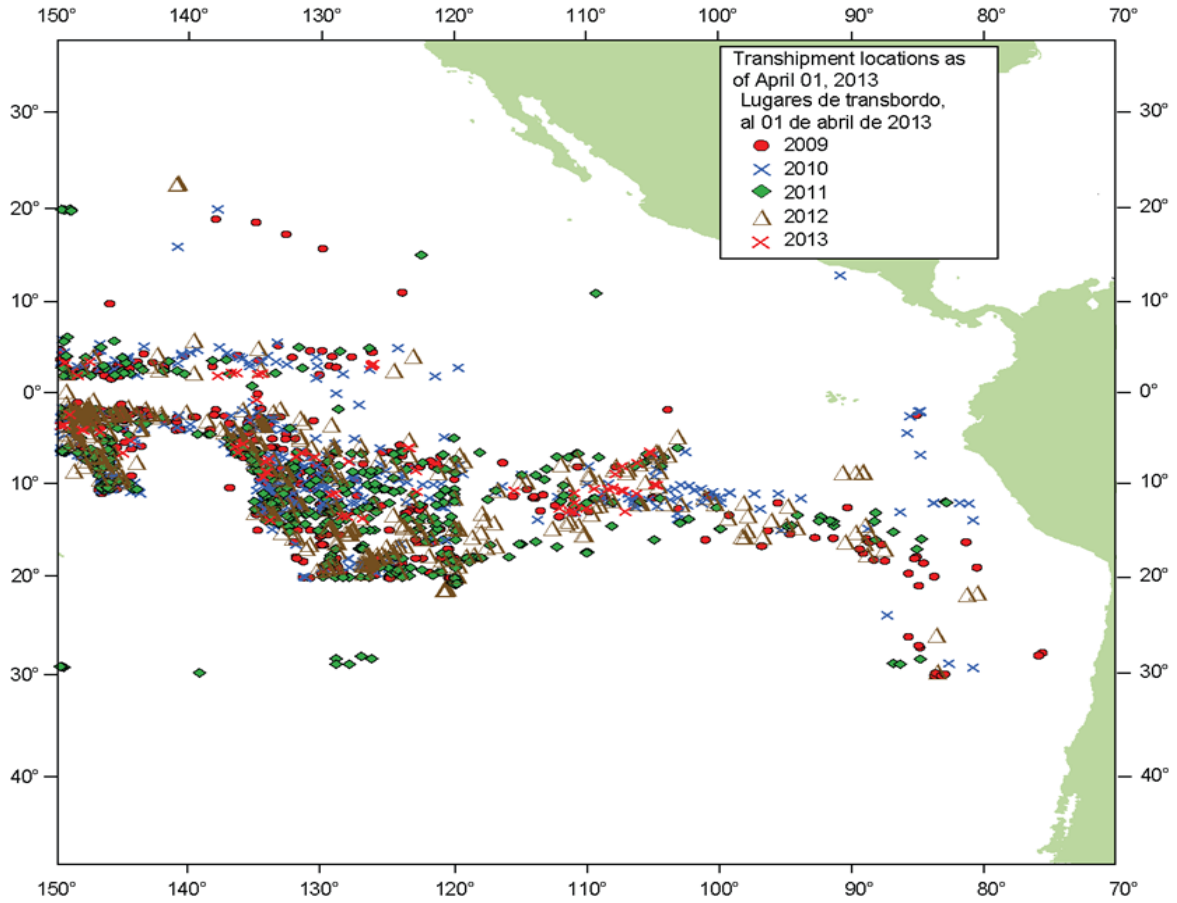 150° 140° 130° 120° 110° 100° 90° 80° 70°
Transhipment locations as
of April 01, 2013
Lugares de transbordo,
al 01 de abril de 2013
2009
2010
2011
2012
2013
30° 30°
20° 20°
10° 10°
0° 0°
10° 10°
20° 20°
30° 30°
40° 40°
150° 140° 130° 120° 110° 100° 90° 80° 70°